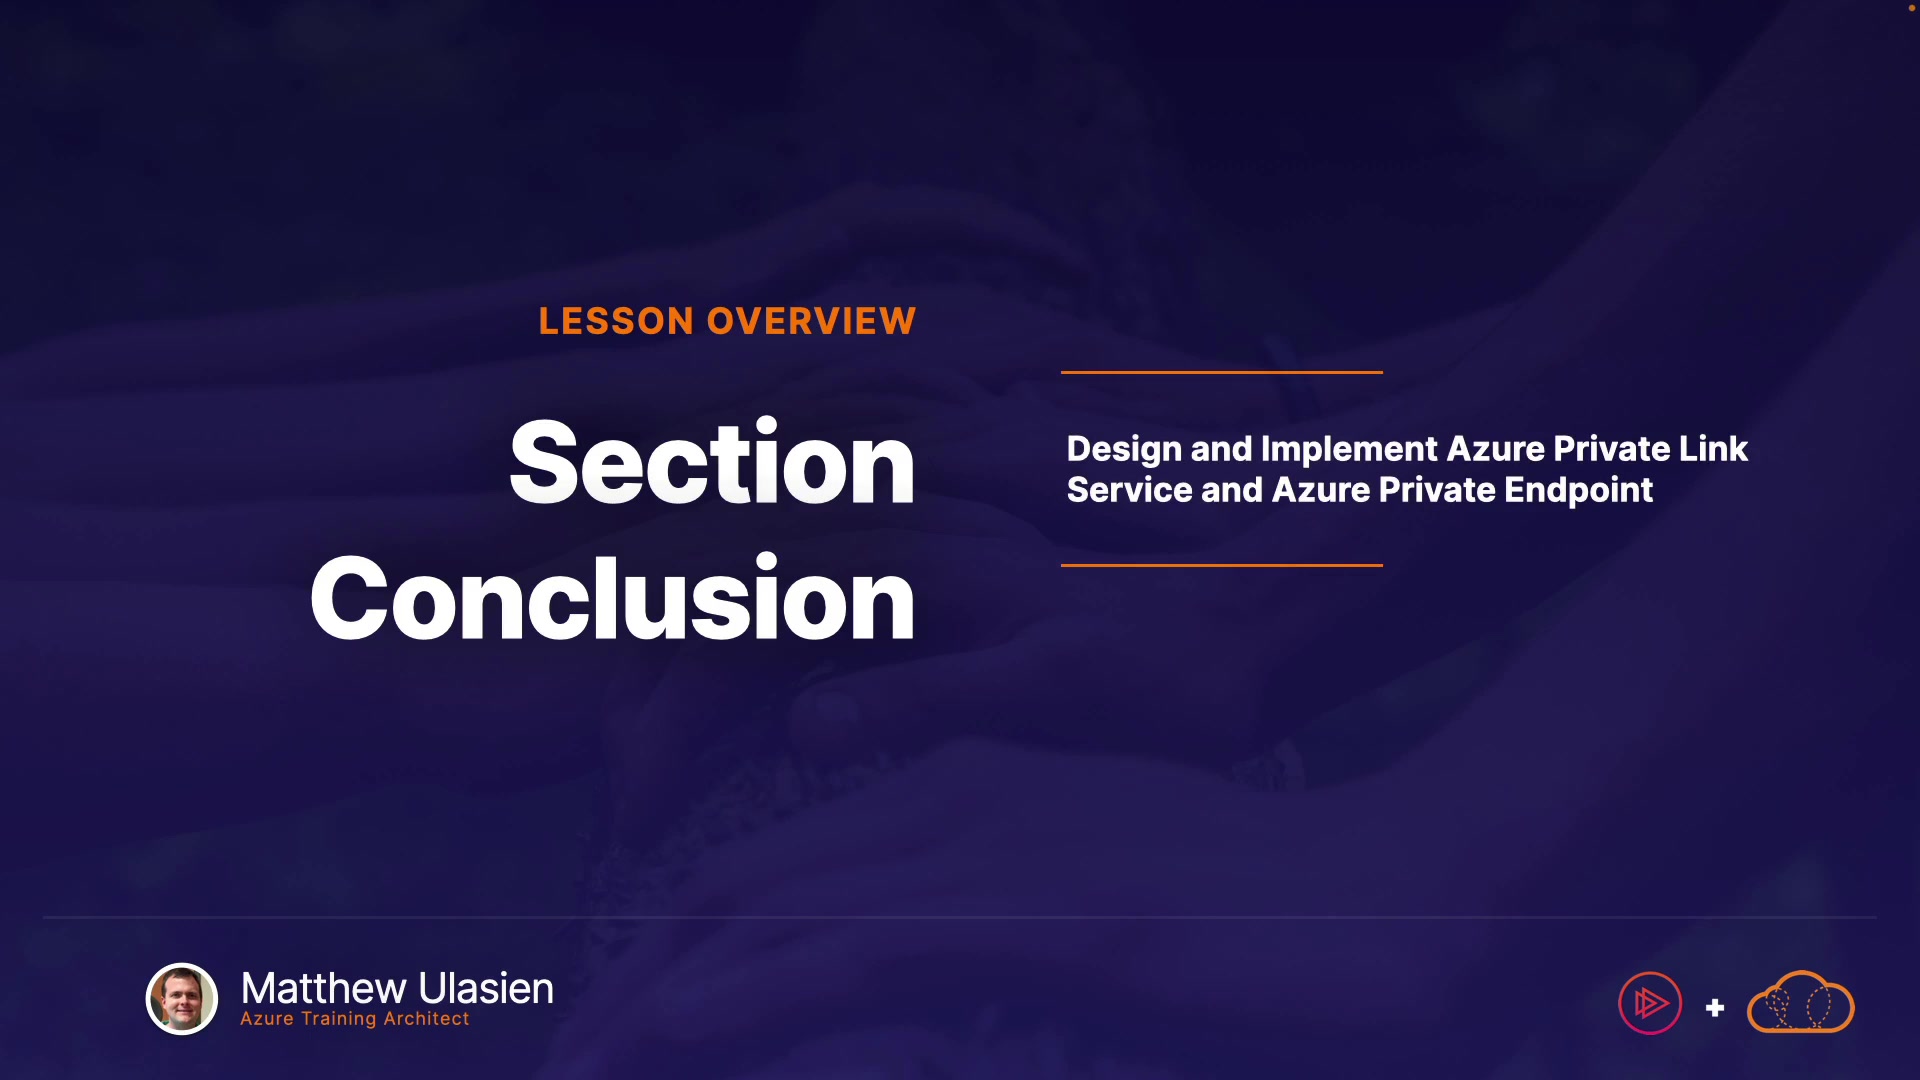 LESSON OVERVIEW
Section
Conclusion
Design and Implement Azure Private Link
Service and Azure Private Endpoint
Matthew Ulasien
Azure Training Architect